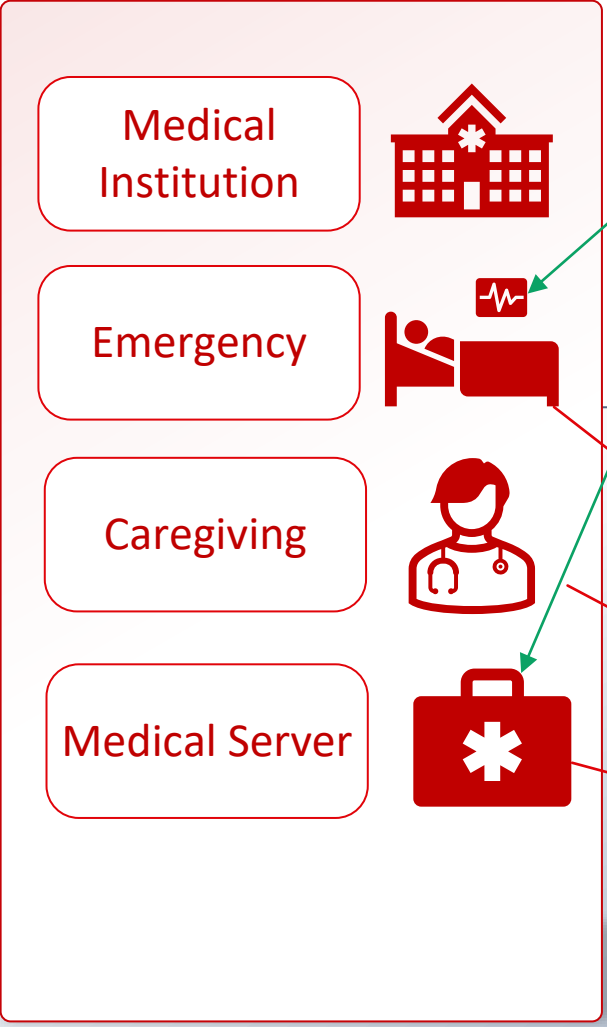 Medical
Institution
Emergency
Caregiving
Medical Server